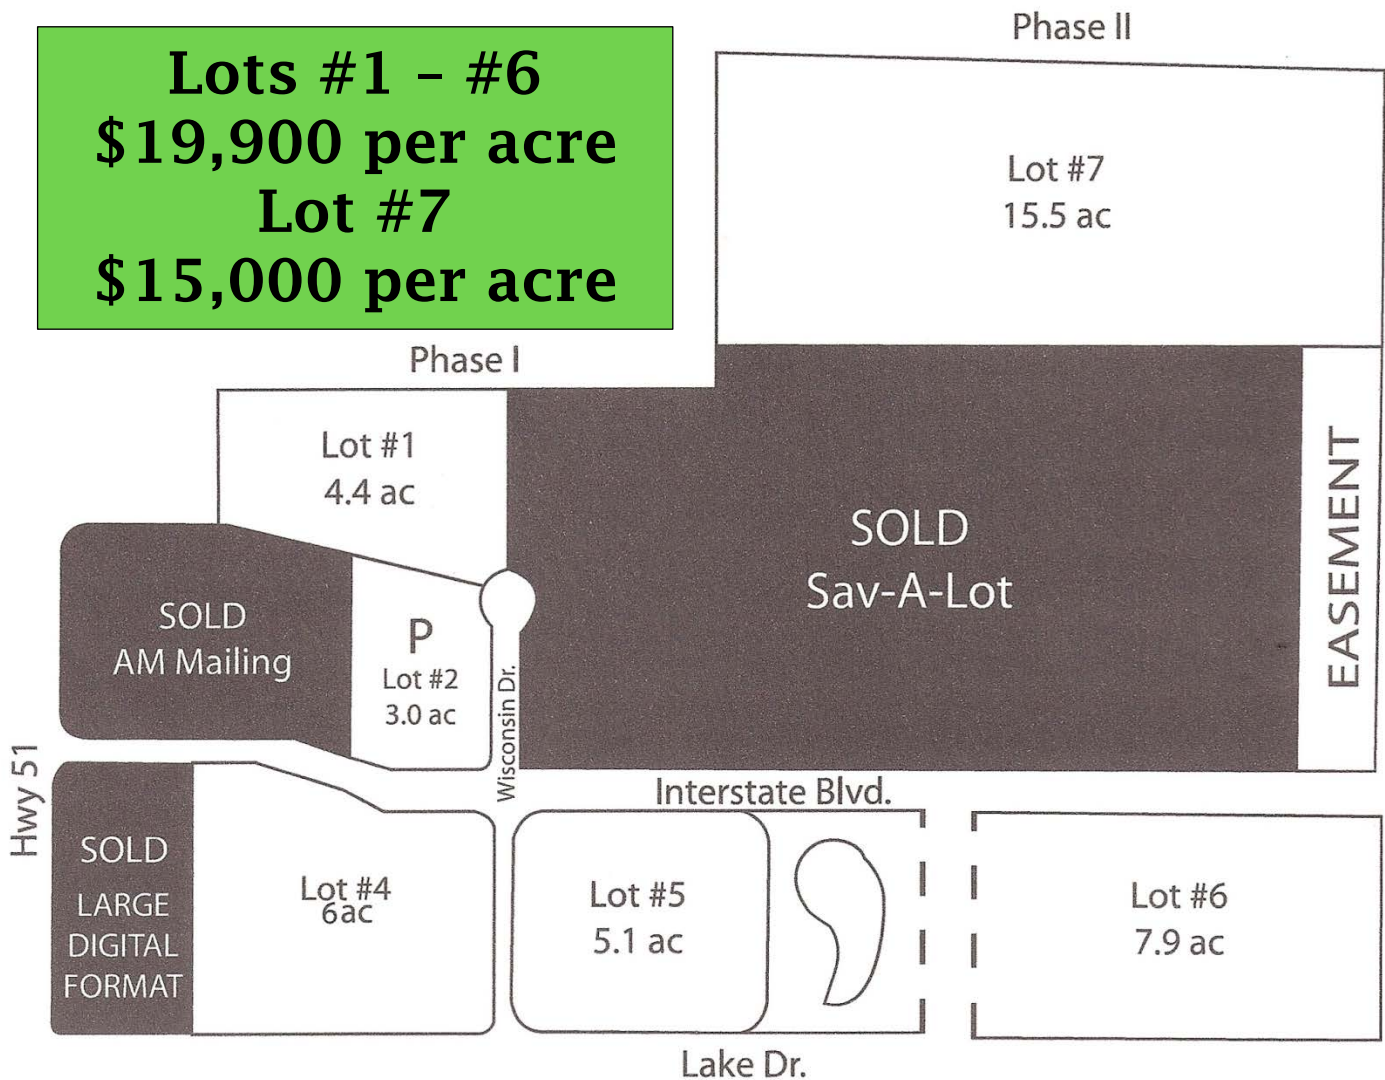 Lots #1 – #6
$19,900 per acre
Lot #7
$15,000 per acre
Phase II
Lot #7
15.5 ac
Phase I
Lot #1
4.4 ac
SOLD
Sav-A-Lot
EASEMENT
SOLD
AM Mailing
P
Lot #2
3.0 ac
Wisconsin Dr.
Hwy 51
Interstate Blvd.
SOLD
LARGE
DIGITAL
FORMAT
Lot #4
6ac
Lot #5
5.1 ac
Lot #6
7.9 ac
Lake Dr.